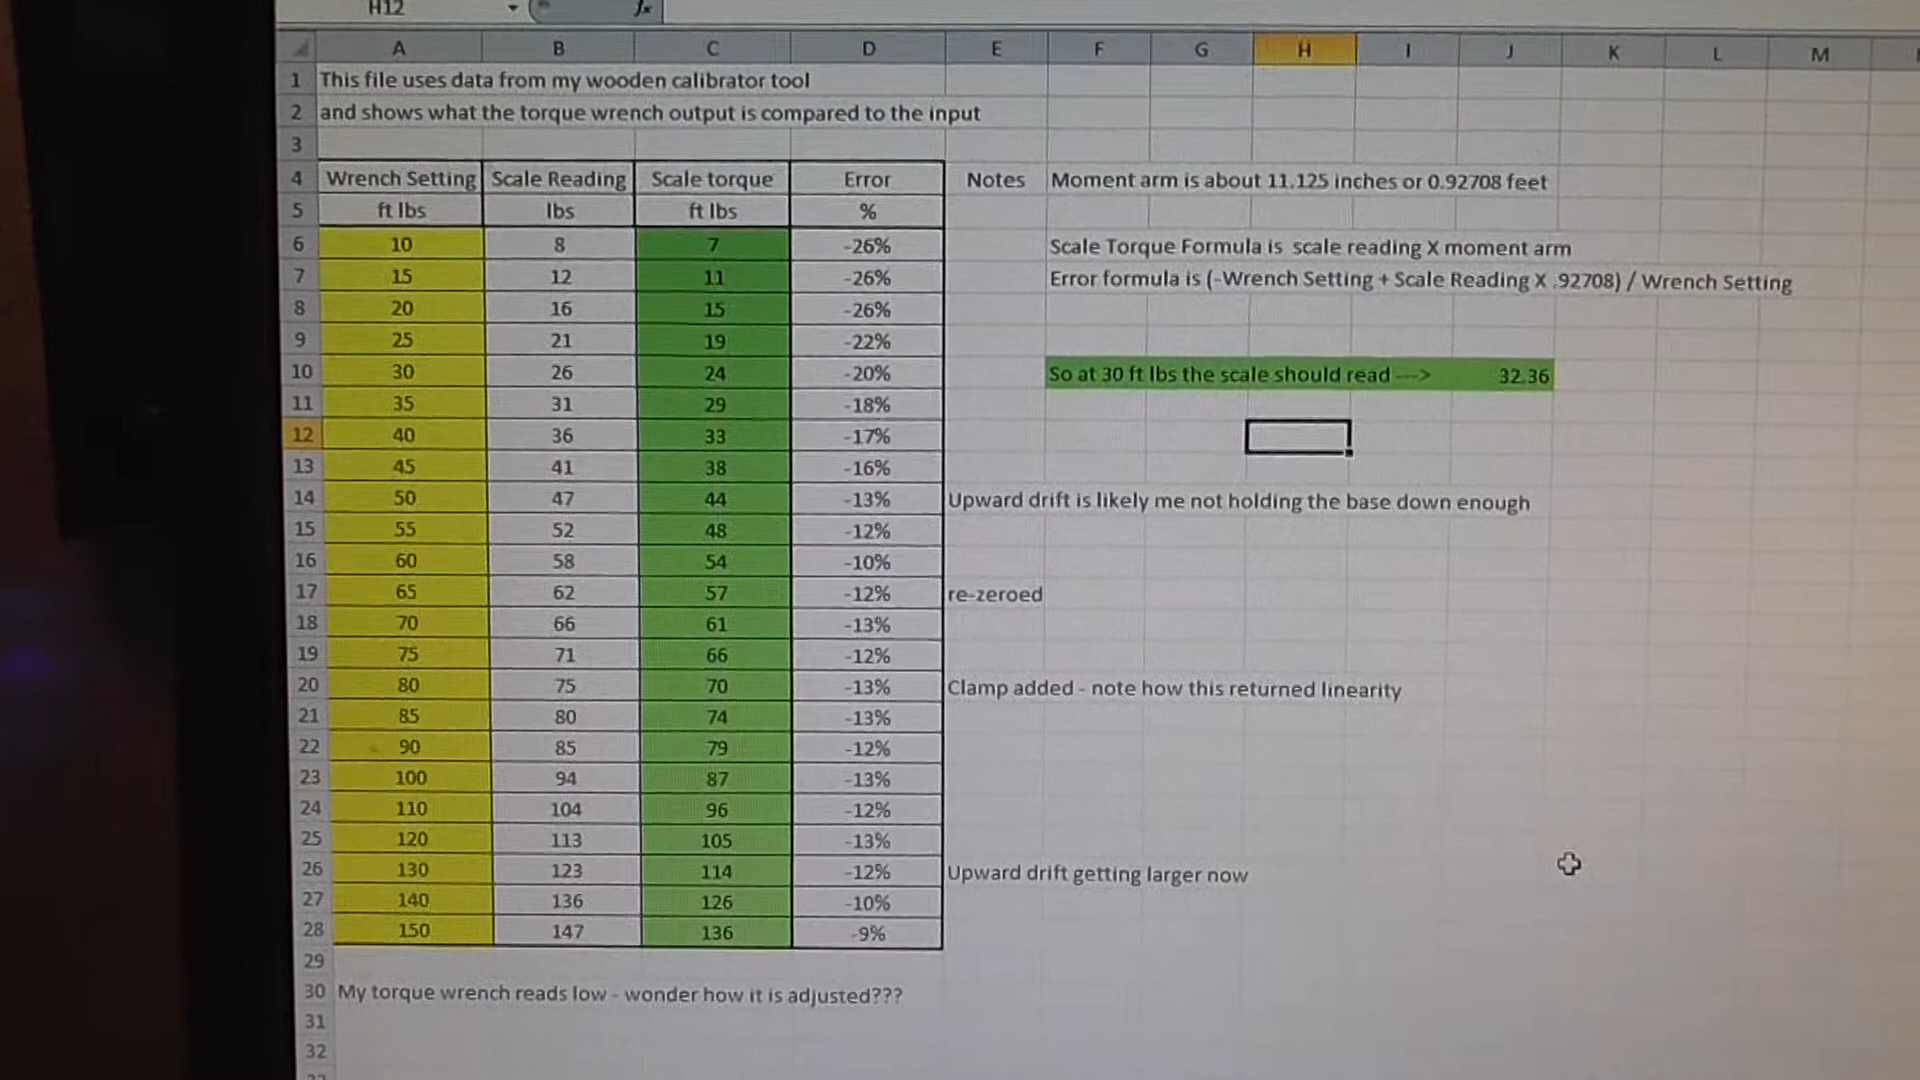 H12 fx
A B C D E F G H I J K L M
1 This file uses data from my wooden calibrator tool
2 and shows what the torque wrench output is compared to the input
3
4 Wrench Setting Scale Reading Scale torque Error Notes Moment arm is about 11.125 inches or 0.92708 feet
5 ft lbs lbs ft lbs %
6 10 8 7 -26% Scale Torque Formula is scale reading X moment arm
7 15 12 11 -26% Error formula is (-Wrench Setting + Scale Reading X .92708) / Wrench Setting
8 20 16 15 -26%
9 25 21 19 -22%
10 30 26 24 -20% So at 30 ft lbs the scale should read ---> 32.36
11 35 31 29 -18%
12 40 36 33 -17%
13 45 41 38 -16%
14 50 47 44 -13% Upward drift is likely me not holding the base down enough
15 55 52 48 -12%
16 60 58 54 -10%
17 65 62 57 -12% re-zeroed
18 70 66 61 -13%
19 75 71 66 -12%
20 80 75 70 -13% Clamp added - note how this returned linearity
21 85 80 74 -13%
22 90 85 79 -12%
23 100 94 87 -13%
24 110 104 96 -12%
25 120 113 105 -13%
26 130 123 114 -12% Upward drift getting larger now
27 140 136 126 -10%
28 150 147 136 -9%
29
30 My torque wrench reads low - wonder how it is adjusted???
31
32